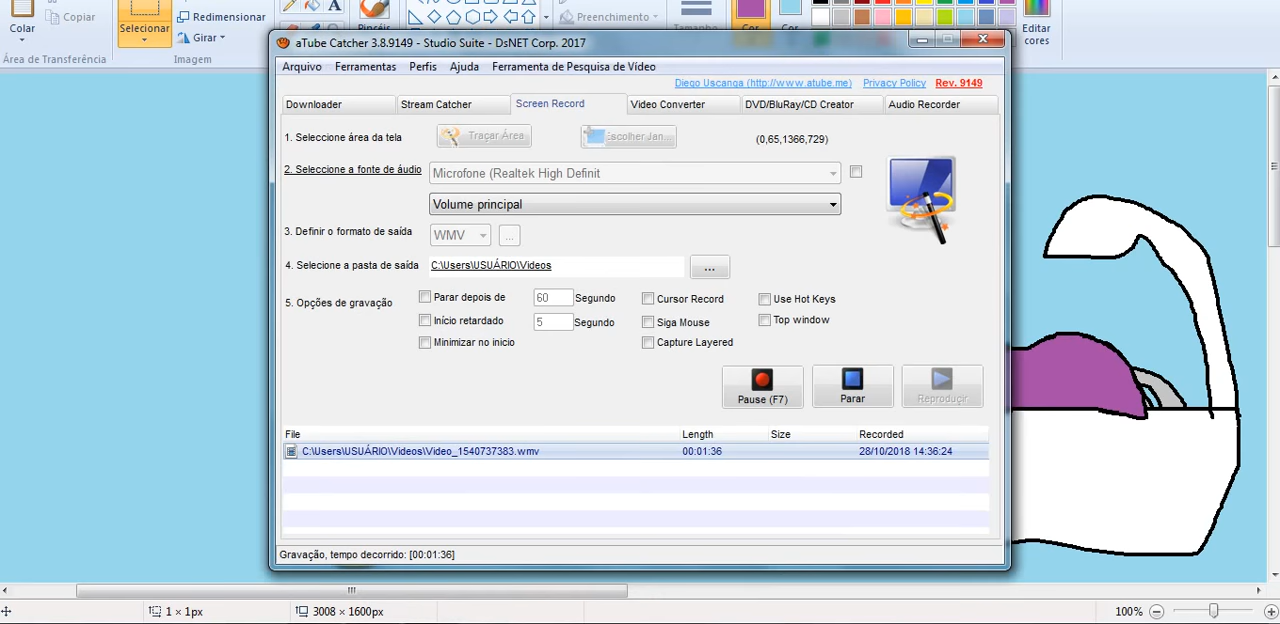 Colar
Copiar
Selecionar
Redimensionar
Girar
A
Pincéis
Preenchimento
Tamanho
Cor
Cor
Editar
cores
Área de Transferência
Imagem
aTube Catcher 3.8.9149 - Studio Suite - DsNET Corp. 2017
Arquivo Ferramentas Perfis Ajuda Ferramenta de Pesquisa de Vídeo
Diego Uscanga (http://www.atube.me) Privacy Policy Rev. 9149
Downloader Stream Catcher Screen Record Video Converter DVD/BluRay/CD Creator Audio Recorder
1. Seleccione área da tela Traçar Área Escolher Jan... (0,65,1366,729)
2. Seleccione a fonte de áudio Microfone (Realtek High Definit
Volume principal
3. Definir o formato de saída WMV ...
4. Selecione a pasta de saída C:\Users\USUÁRIO\Videos ...
5. Opções de gravação
Parar depois de 60 Segundo Cursor Record Use Hot Keys
Início retardado 5 Segundo Siga Mouse Top window
Minimizar no inicio Capture Layered
Pause (F7) Parar Reproduçir
File Length Size Recorded
C:\Users\USUÁRIO\Videos\Video_1540737383.wmv 00:01:36 28/10/2018 14:36:24
Gravação, tempo decorrido: [00:01:36]
1 × 1px 3008 × 1600px 100%